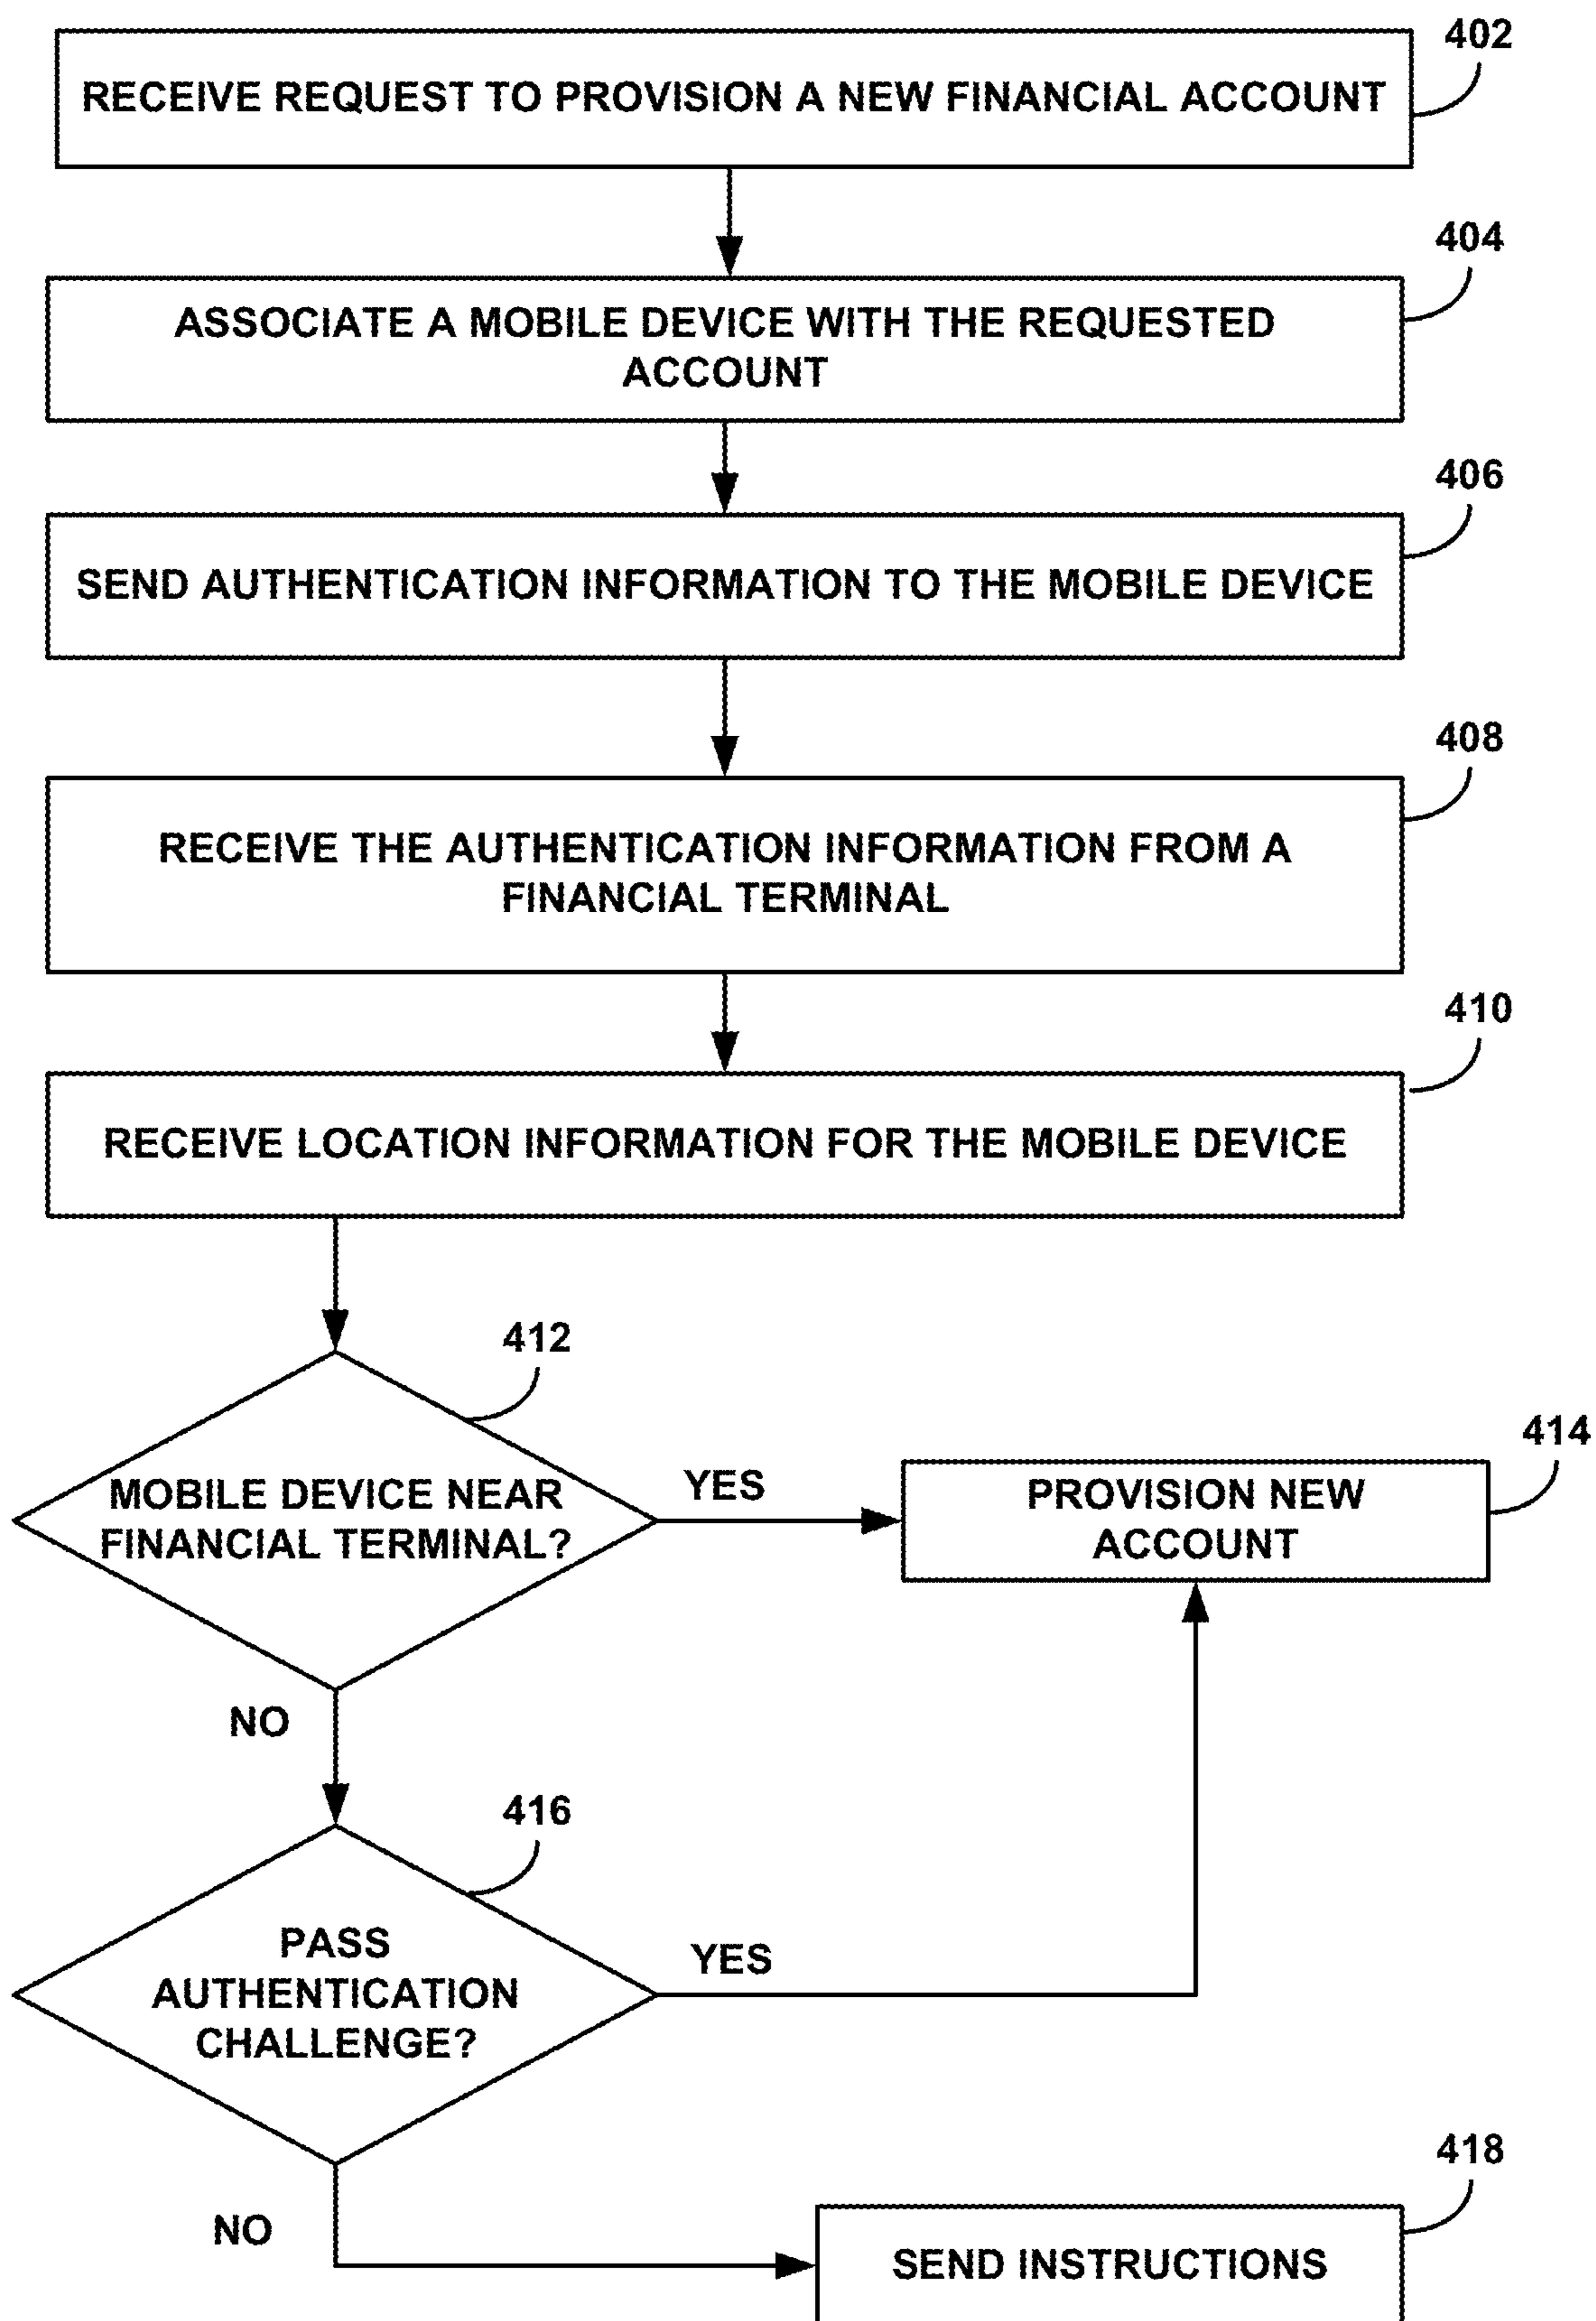 402
RECEIVE REQUEST TO PROVISION A NEW FINANCIAL ACCOUNT
404
ASSOCIATE A MOBILE DEVICE WITH THE REQUESTED
ACCOUNT
406
SEND AUTHENTICATION INFORMATION TO THE MOBILE DEVICE
408
RECEIVE THE AUTHENTICATION INFORMATION FROM A
FINANCIAL TERMINAL
410
RECEIVE LOCATION INFORMATION FOR THE MOBILE DEVICE
412
MOBILE DEVICE NEAR
FINANCIAL TERMINAL?
YES
414
PROVISION NEW
ACCOUNT
NO
416
PASS
AUTHENTICATION
CHALLENGE?
YES
NO
418
SEND INSTRUCTIONS